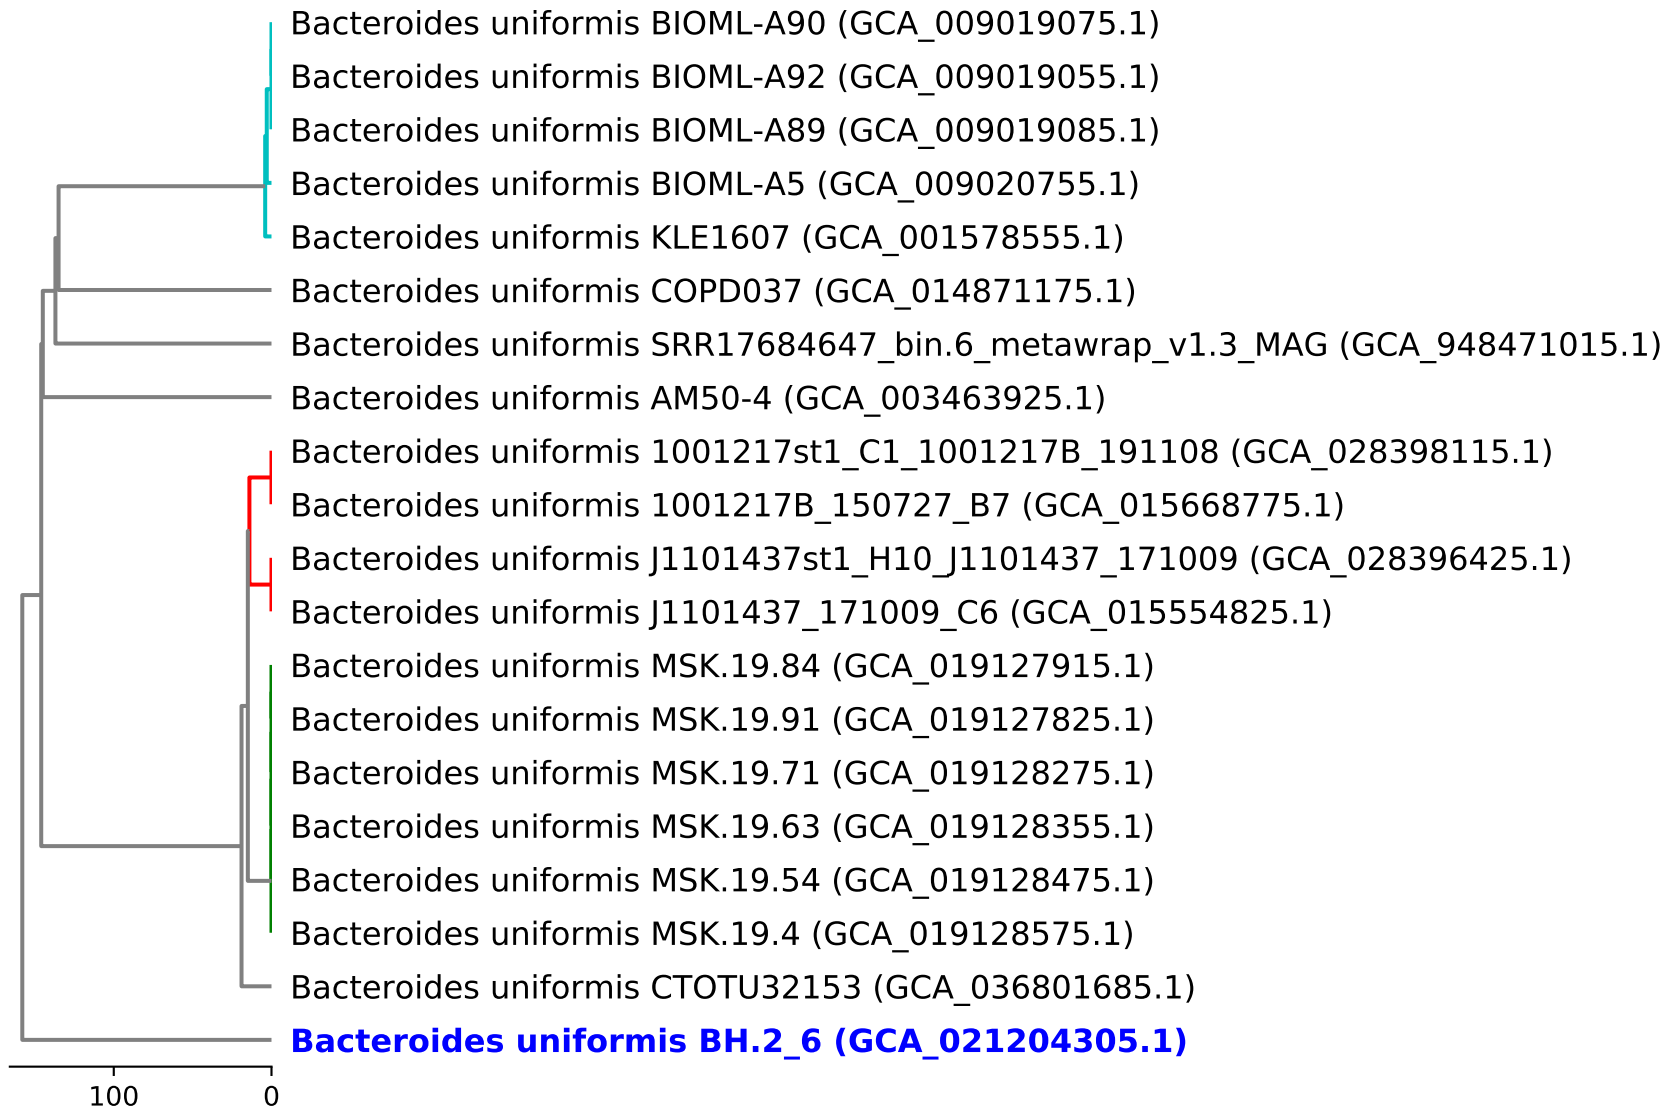 Bacteroides uniformis BIOML-A90 (GCA_009019075.1)
Bacteroides uniformis BIOML-A92 (GCA_009019055.1)
Bacteroides uniformis BIOML-A89 (GCA_009019085.1)
Bacteroides uniformis BIOML-A5 (GCA_009020755.1)
Bacteroides uniformis KLE1607 (GCA_001578555.1)
Bacteroides uniformis COPD037 (GCA_014871175.1)
Bacteroides uniformis SRR17684647_bin.6_metawrap_v1.3_MAG (GCA_948471015.1)
Bacteroides uniformis AM50-4 (GCA_003463925.1)
Bacteroides uniformis 1001217st1_C1_1001217B_191108 (GCA_028398115.1)
Bacteroides uniformis 1001217B_150727_B7 (GCA_015668775.1)
Bacteroides uniformis J1101437st1_H10_J1101437_171009 (GCA_028396425.1)
Bacteroides uniformis J1101437_171009_C6 (GCA_015554825.1)
Bacteroides uniformis MSK.19.84 (GCA_019127915.1)
Bacteroides uniformis MSK.19.91 (GCA_019127825.1)
Bacteroides uniformis MSK.19.71 (GCA_019128275.1)
Bacteroides uniformis MSK.19.63 (GCA_019128355.1)
Bacteroides uniformis MSK.19.54 (GCA_019128475.1)
Bacteroides uniformis MSK.19.4 (GCA_019128575.1)
Bacteroides uniformis CTOTU32153 (GCA_036801685.1)
Bacteroides uniformis BH.2_6 (GCA_021204305.1)
100 0